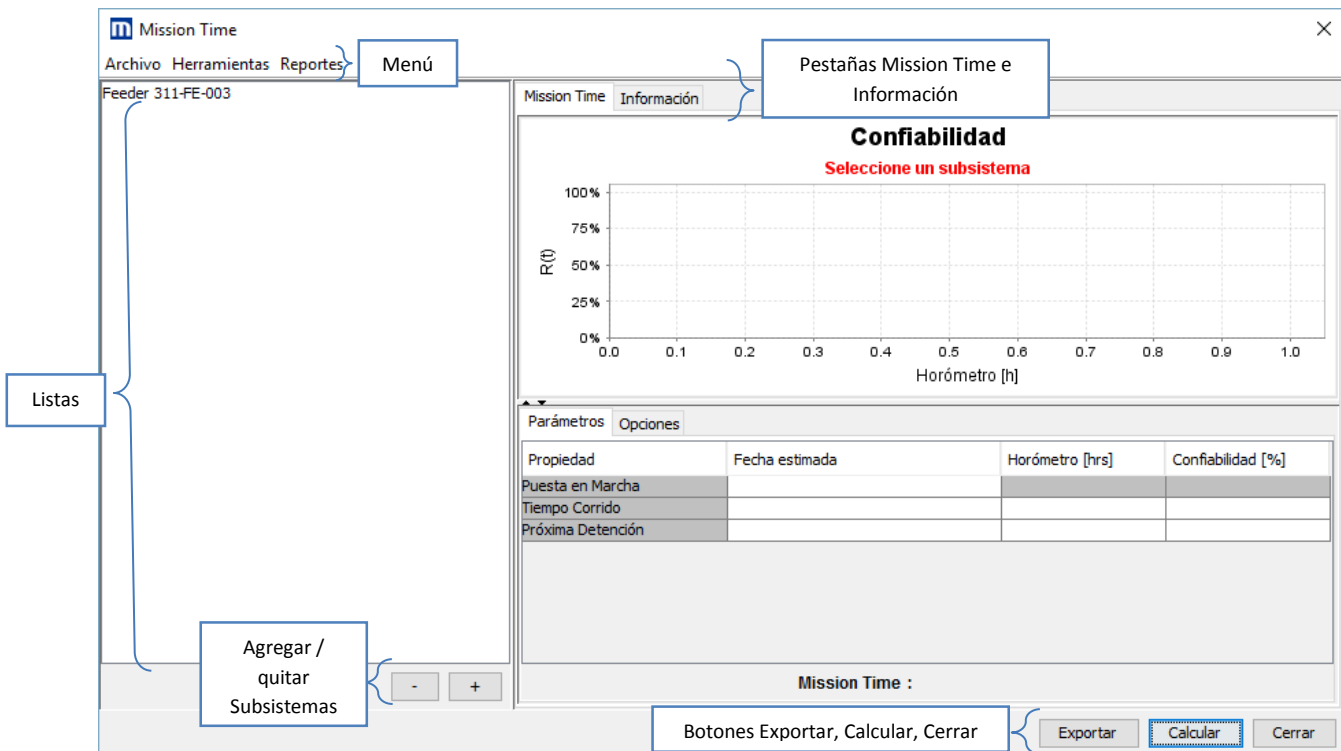 Mission Time
Archivo Herramientas Reportes
Menú
Pestañas Mission Time e
Información
Feeder 311-FE-003
Mission Time Información
Confiabilidad
Seleccione un subsistema
100%
75%
50%
25%
0%
R(t)
0.0 0.1 0.2 0.3 0.4 0.5 0.6 0.7 0.8 0.9 1.0
Horómetro [h]
Listas
Parámetros Opciones
Propiedad Fecha estimada Horómetro [hrs] Confiabilidad [%]
Puesta en Marcha
Tiempo Corrido
Próxima Detención
Agregar /
quitar
Subsistemas
- +
Mission Time :
Botones Exportar, Calcular, Cerrar
Exportar Calcular Cerrar